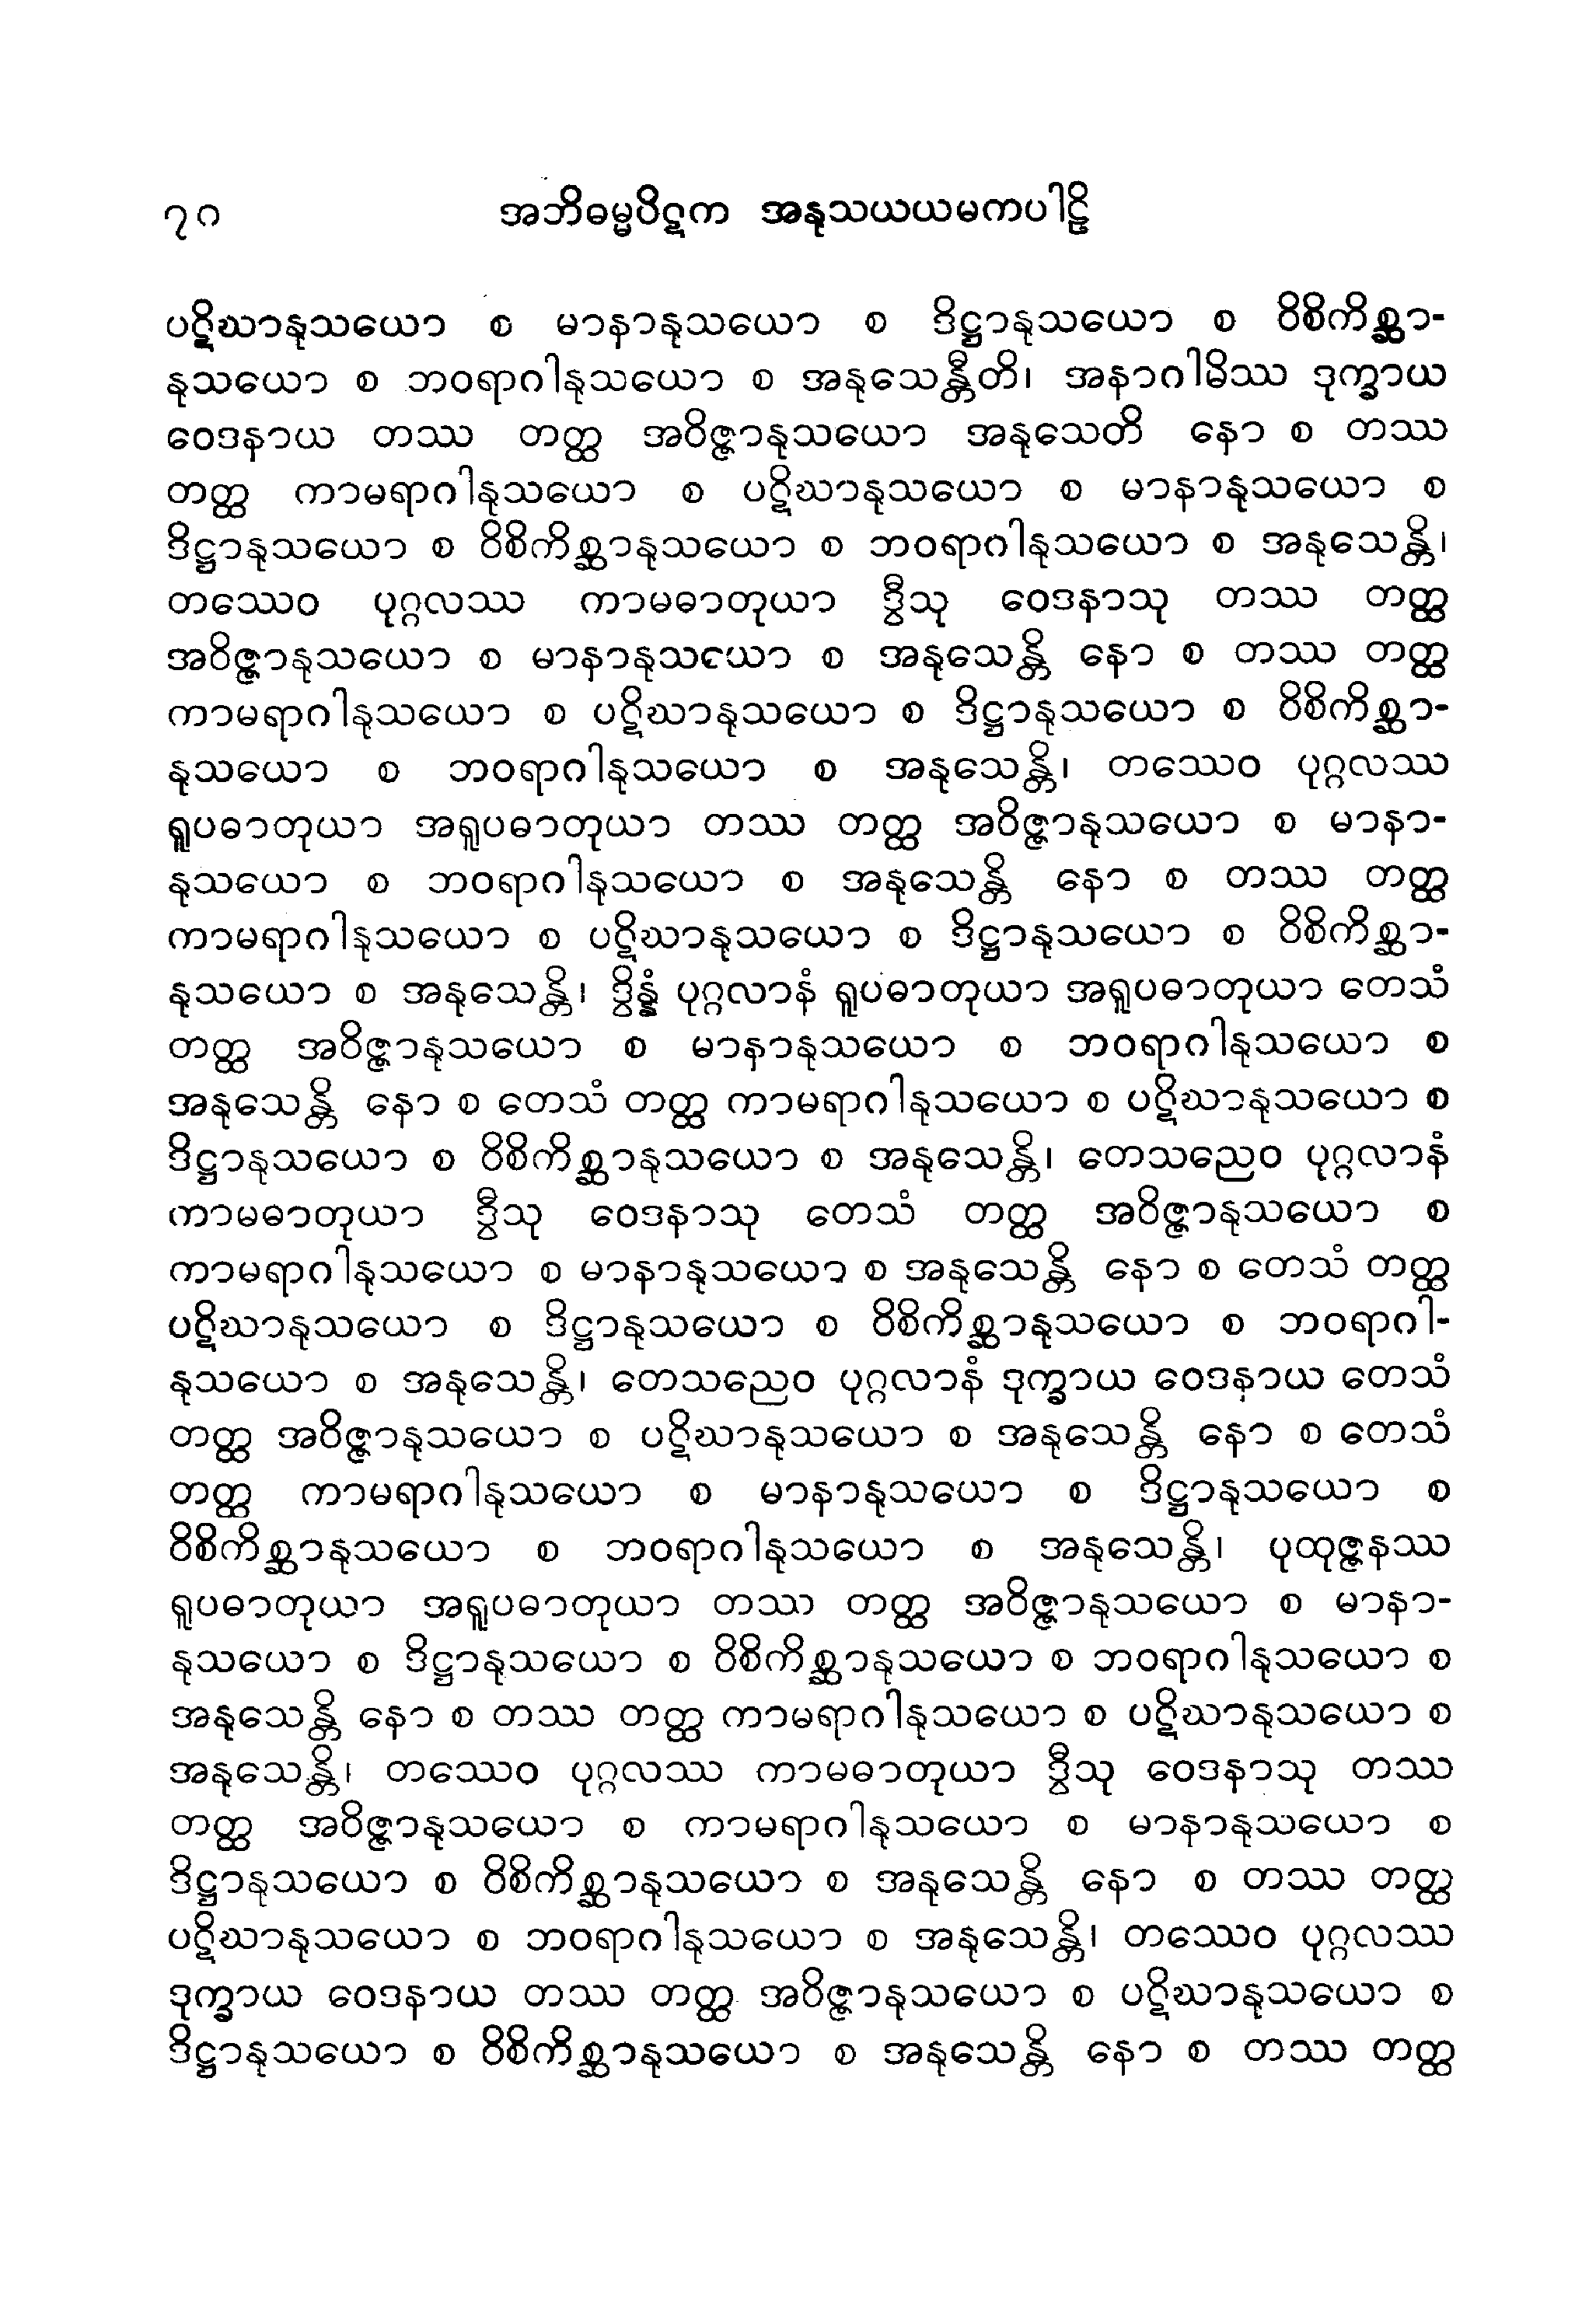 ၇၀ အဘိဓမ္မပိဋက အနုသယယမကပါဠိ
ပဋိဃာနုသယော စ မာနာနုသယော စ ဒိဋ္ဌာနုသယော စ ဝိစိကိစ္ဆာ-
နုသယော စ ဘဝရာဂါနုသယော စ အနုသေန္တီတိ၊ အနာဂါမိဿ ဒုက္ခာယ
ဝေဒနာယ တဿ တတ္ထ အဝိဇ္ဇာနုသယော အနုသေတိ နော စ တဿ
တတ္ထ ကာမရာဂါနုသယော စ ပဋိဃာနုသယော စ မာနာနုသယော စ
ဒိဋ္ဌာနုသယော စ ဝိစိကိစ္ဆာနုသယော စ ဘဝရာဂါနုသယော စ အနုသေန္တိ၊
တဿေဝ ပုဂ္ဂလဿ ကာမဓာတုယာ ဒွီသု ဝေဒနာသု တဿ တတ္ထ
အဝိဇ္ဇာနုသယော စ မာနာနုသယော စ အနုသေန္တိ နော စ တဿ တတ္ထ
ကာမရာဂါနုသယော စ ပဋိဃာနုသယော စ ဒိဋ္ဌာနုသယော စ ဝိစိကိစ္ဆာ-
နုသယော စ ဘဝရာဂါနုသယော စ အနုသေန္တိ၊ တဿေဝ ပုဂ္ဂလဿ
ရူပဓာတုယာ အရူပဓာတုယာ တဿ တတ္ထ အဝိဇ္ဇာနုသယော စ မာနာ-
နုသယော စ ဘဝရာဂါနုသယော စ အနုသေန္တိ နော စ တဿ တတ္ထ
ကာမရာဂါနုသယော စ ပဋိဃာနုသယော စ ဒိဋ္ဌာနုသယော စ ဝိစိကိစ္ဆာ-
နုသယော စ အနုသေန္တိ၊ ဒွိန္နံ ပုဂ္ဂလာနံ ရူပဓာတုယာ အရူပဓာတုယာ တေသံ
တတ္ထ အဝိဇ္ဇာနုသယော စ မာနာနုသယော စ ဘဝရာဂါနုသယော စ
အနုသေန္တိ နော စ တေသံ တတ္ထ ကာမရာဂါနုသယော စ ပဋိဃာနုသယော စ
ဒိဋ္ဌာနုသယော စ ဝိစိကိစ္ဆာနုသယော စ အနုသေန္တိ၊ တေသညေဝ ပုဂ္ဂလာနံ
ကာမဓာတုယာ ဒွီသု ဝေဒနာသု တေသံ တတ္ထ အဝိဇ္ဇာနုသယော စ
ကာမရာဂါနုသယော စ မာနာနုသယော စ အနုသေန္တိ နော စ တေသံ တတ္ထ
ပဋိဃာနုသယော စ ဒိဋ္ဌာနုသယော စ ဝိစိကိစ္ဆာနုသယော စ ဘဝရာဂါ-
နုသယော စ အနုသေန္တိ၊ တေသညေဝ ပုဂ္ဂလာနံ ဒုက္ခာယ ဝေဒနာယ တေသံ
တတ္ထ အဝိဇ္ဇာနုသယော စ ပဋိဃာနုသယော စ အနုသေန္တိ နော စ တေသံ
တတ္ထ ကာမရာဂါနုသယော စ မာနာနုသယော စ ဒိဋ္ဌာနုသယော စ
ဝိစိကိစ္ဆာနုသယော စ ဘဝရာဂါနုသယော စ အနုသေန္တိ၊ ပုထုဇ္ဇနဿ
ရူပဓာတုယာ အရူပဓာတုယာ တဿ တတ္ထ အဝိဇ္ဇာနုသယော စ မာနာ-
နုသယော စ ဒိဋ္ဌာနုသယော စ ဝိစိကိစ္ဆာနုသယော စ ဘဝရာဂါနုသယော စ
အနုသေန္တိ နော စ တဿ တတ္ထ ကာမရာဂါနုသယော စ ပဋိဃာနုသယော စ
အနုသေန္တိ၊ တဿေဝ ပုဂ္ဂလဿ ကာမဓာတုယာ ဒွီသု ဝေဒနာသု တဿ
တတ္ထ အဝိဇ္ဇာနုသယော စ ကာမရာဂါနုသယော စ မာနာနုသယော စ
ဒိဋ္ဌာနုသယော စ ဝိစိကိစ္ဆာနုသယော စ အနုသေန္တိ နော စ တဿ တတ္ထ
ပဋိဃာနုသယော စ ဘဝရာဂါနုသယော စ အနုသေန္တိ၊ တဿေဝ ပုဂ္ဂလဿ
ဒုက္ခာယ ဝေဒနာယ တဿ တတ္ထ အဝိဇ္ဇာနုသယော စ ပဋိဃာနုသယော စ
ဒိဋ္ဌာနုသယော စ ဝိစိကိစ္ဆာနုသယော စ အနုသေန္တိ နော စ တဿ တတ္ထ